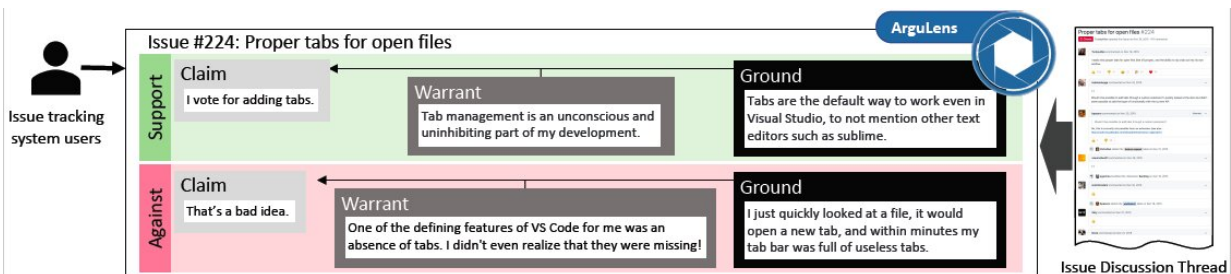 Issue #224: Proper tabs for open files
ArguLens
Proper tabs for open files #224
Issue tracking
system users
Support
Claim
I vote for adding tabs.
Warrant
Tab management is an unconscious and
uninhibiting part of my development.
Ground
Tabs are the default way to work even in
Visual Studio, to not mention other text
editors such as sublime.
Against
Claim
That's a bad idea.
Warrant
One of the defining features of VS Code for me was an
absence of tabs. I didn't even realize that they were missing!
Ground
I just quickly looked at a file, it would
open a new tab, and within minutes my
tab bar was full of useless tabs.
Issue Discussion Thread